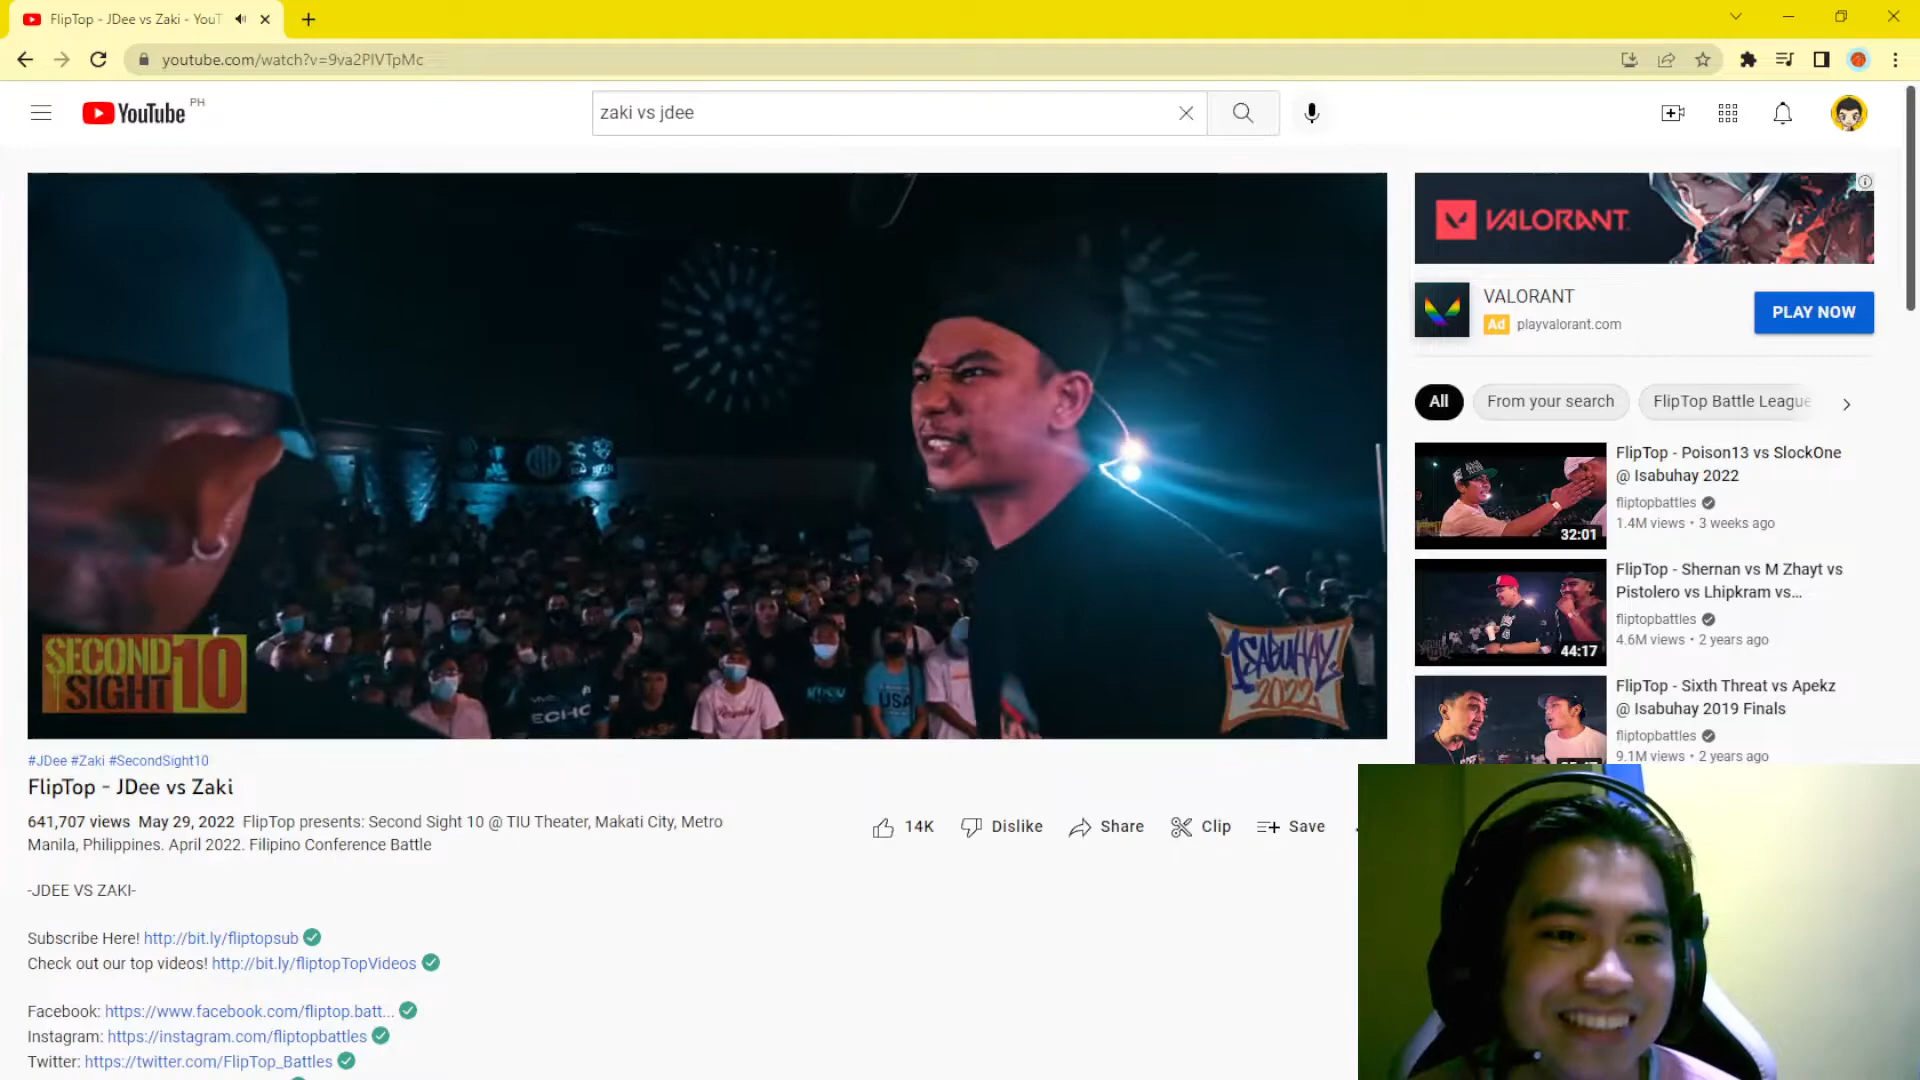 FlipTop - JDee vs Zaki - YouT
youtube.com/watch?v=9va2PlVTpMc
YouTube PH
zaki vs jdee
SECOND
SIGHT 10
ECHO
USA
1SABUHAY
2022
VALORANT
VALORANT
Ad playvalorant.com
PLAY NOW
All
From your search
FlipTop Battle League
FlipTop - Poison13 vs SlockOne
@ Isabuhay 2022
fliptopbattles
1.4M views • 3 weeks ago
32:01
FlipTop - Shernan vs M Zhayt vs
Pistolero vs Lhipkram vs...
fliptopbattles
4.6M views • 2 years ago
44:17
FlipTop - Sixth Threat vs Apekz
@ Isabuhay 2019 Finals
fliptopbattles
9.1M views • 2 years ago
#JDee #Zaki #SecondSight10
FlipTop - JDee vs Zaki
641,707 views May 29, 2022 FlipTop presents: Second Sight 10 @ TIU Theater, Makati City, Metro
Manila, Philippines. April 2022. Filipino Conference Battle
14K
Dislike
Share
Clip
Save
-JDEE VS ZAKI-
Subscribe Here! http://bit.ly/fliptopsub
Check out our top videos! http://bit.ly/fliptopTopVideos
Facebook: https://www.facebook.com/fliptop.batt...
Instagram: https://instagram.com/fliptopbattles
Twitter: https://twitter.com/FlipTop_Battles